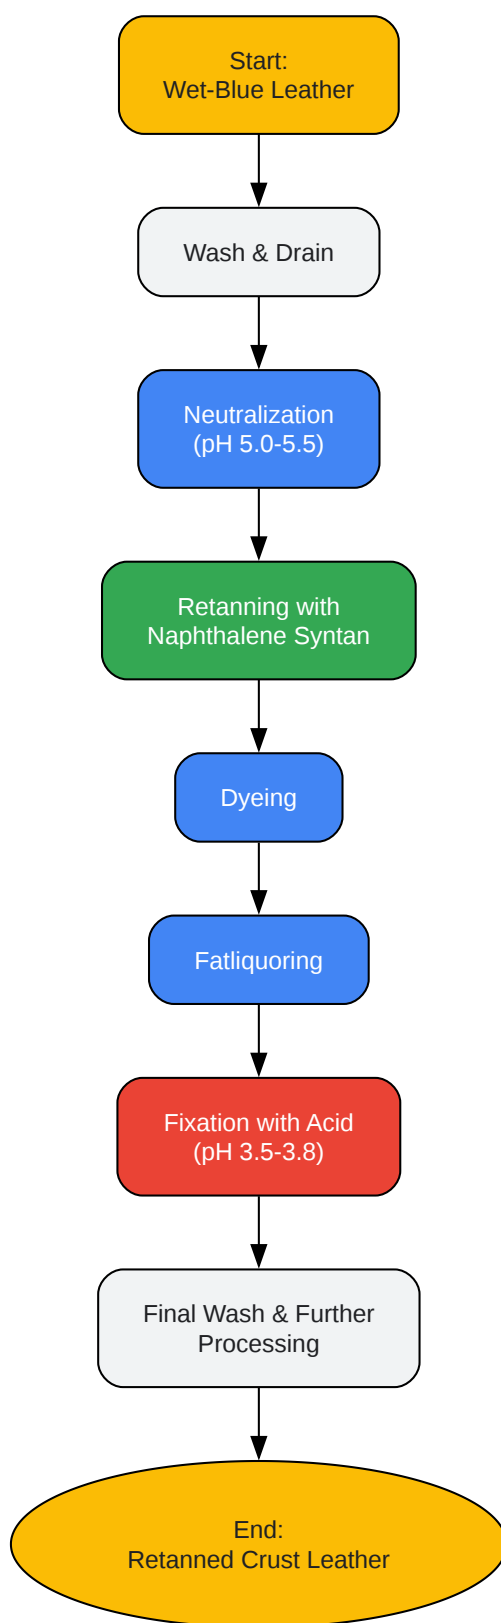 Start:
Wet-Blue Leather
Wash & Drain
Neutralization
(pH 5.0-5.5)
Retanning with
Naphthalene Syntan
Dyeing
Fatliquoring
Fixation with Acid
(pH 3.5-3.8)
Final Wash & Further
Processing
End:
Retanned Crust Leather